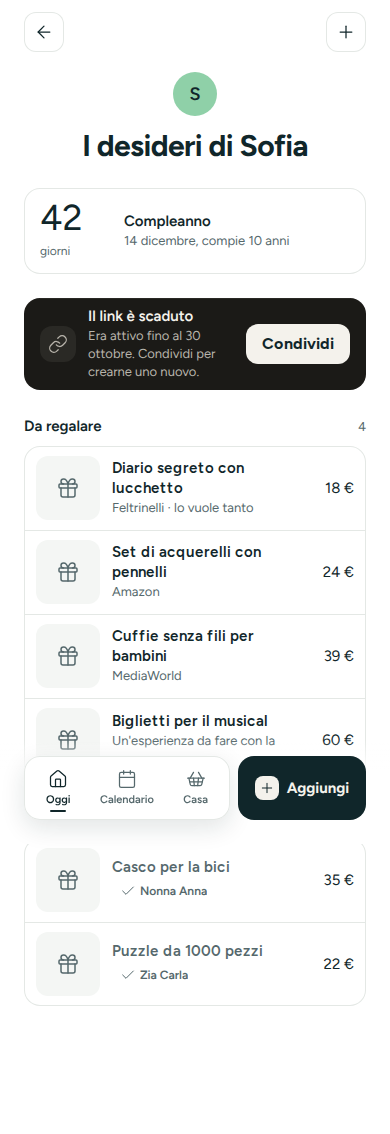 S
I desideri di Sofia
42
giorni
Compleanno
14 dicembre, compie 10 anni
Il link è scaduto
Era attivo fino al 30
ottobre. Condividi per
crearne uno nuovo.
Condividi
Da regalare
4
Diario segreto con
lucchetto
Feltrinelli · lo vuole tanto
18 €
Set di acquerelli con
pennelli
Amazon
24 €
Cuffie senza fili per
bambini
MediaWorld
39 €
Biglietti per il musical
Un'esperienza da fare con la
60 €
Oggi
Calendario
Casa
Aggiungi
Casco per la bici
Nonna Anna
35 €
Puzzle da 1000 pezzi
Zia Carla
22 €